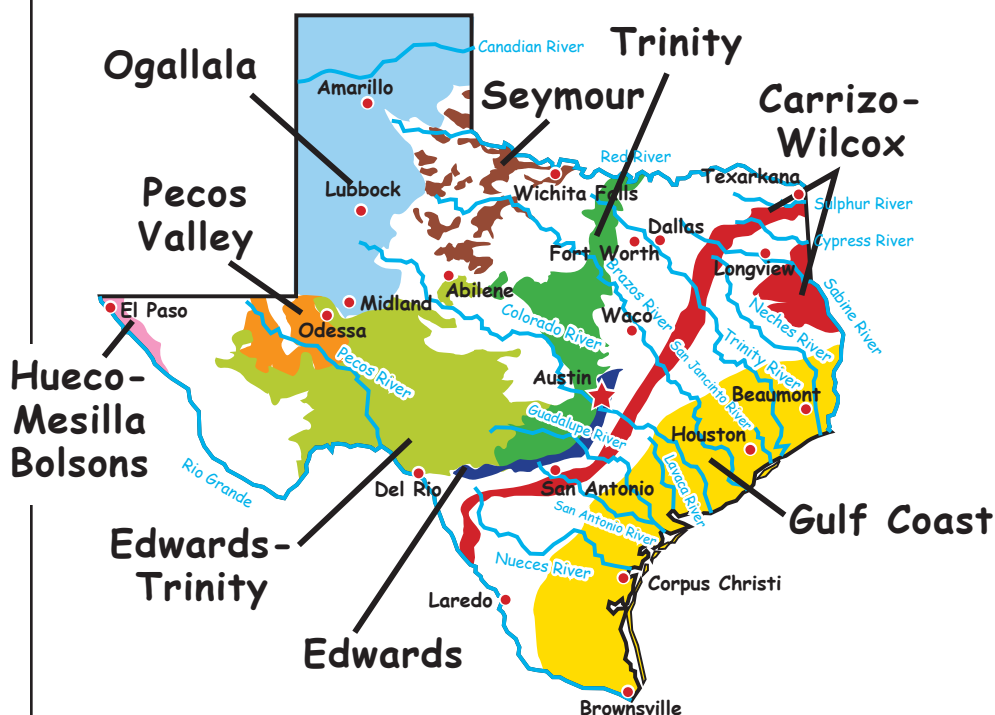 Canadian River
Trinity
Ogallala
Amarillo
Seymour
Carrizo-
Wilcox
Red River
Texarkana
Pecos
Valley
Lubbock
Wichita Falls
Sulphur River
Dallas
Fort Worth
Cypress River
Longview
Brazos River
Sabine River
Abilene
Midland
El Paso
Odessa
Colorado River
Waco
Neches River
Trinity River
San Jancinto River
Pecos River
Hueco-
Mesilla
Bolsons
Austin
Beaumont
Guadalupe River
Houston
Rio Grande
Del Rio
San Antonio
Lavaca River
San Antonio River
Gulf Coast
Edwards-
Trinity
Nueces River
Corpus Christi
Laredo
Edwards
Brownsville